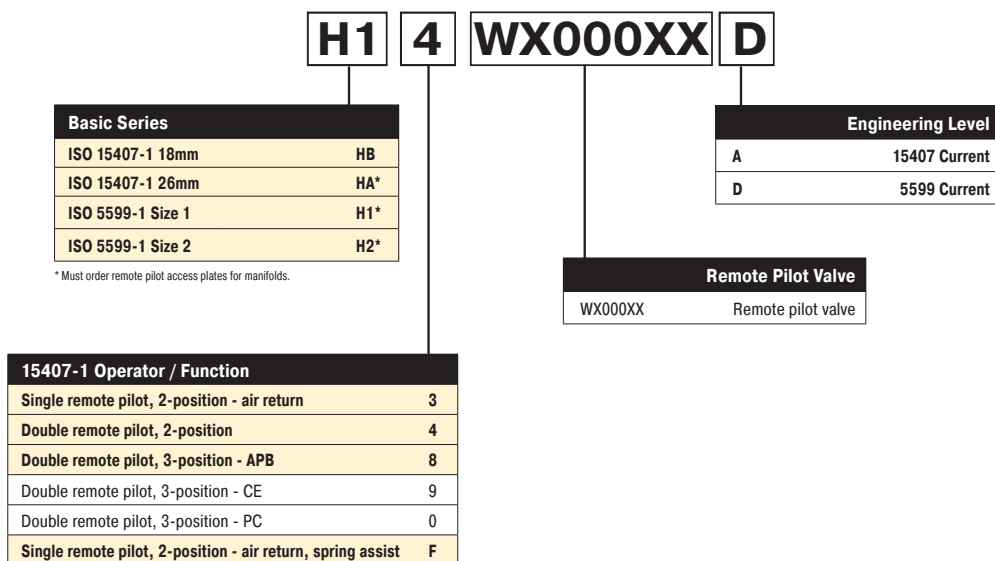 H1 4 WX000XX D
Basic Series
ISO 15407-1 18mm HB
ISO 15407-1 26mm HA*
ISO 5599-1 Size 1 H1*
ISO 5599-1 Size 2 H2*
* Must order remote pilot access plates for manifolds.
Engineering Level
A 15407 Current
D 5599 Current
Remote Pilot Valve
WX000XX Remote pilot valve
15407-1 Operator / Function
Single remote pilot, 2-position - air return 3
Double remote pilot, 2-position 4
Double remote pilot, 3-position - APB 8
Double remote pilot, 3-position - CE 9
Double remote pilot, 3-position - PC 0
Single remote pilot, 2-position - air return, spring assist F